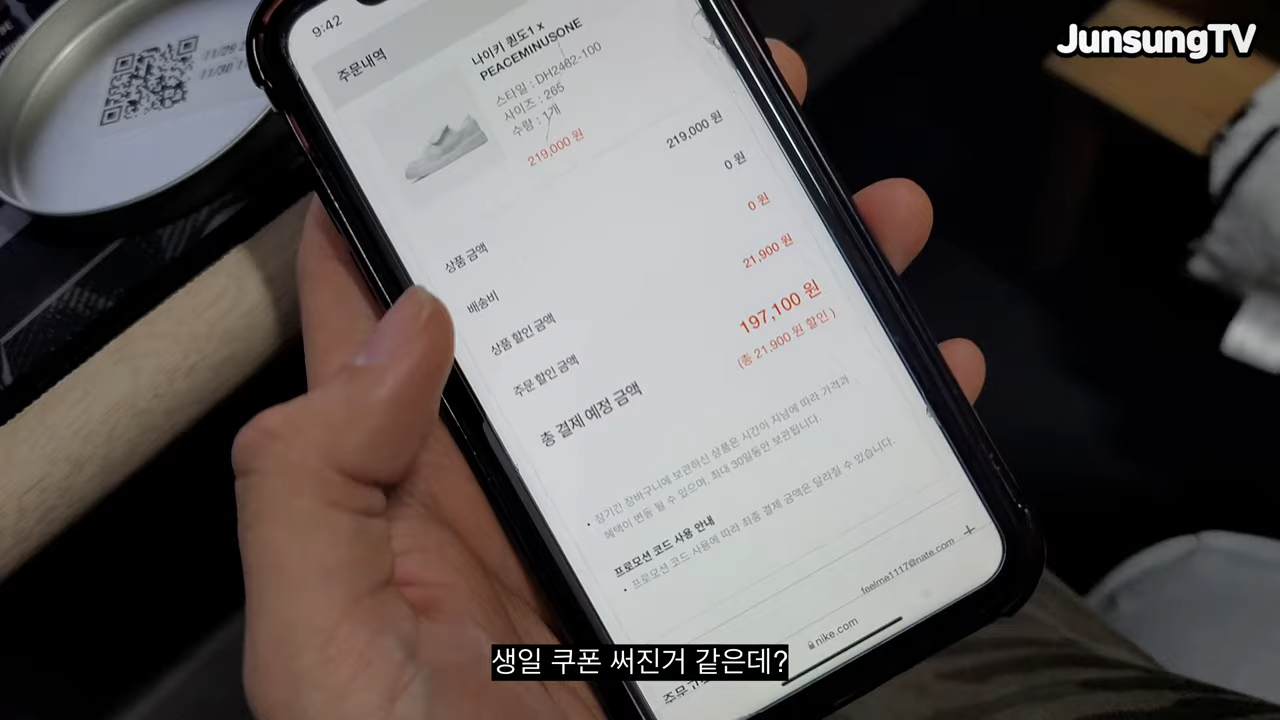 JunsungTV
9:42
주문내역
나이키 퀀도1 x
PEACEMINUSONE
스타일 : DH2482-100
사이즈 : 265
수량 : 1개
219,000 원
상품 금액
219,000 원
배송비
0 원
상품 할인 금액
0 원
주문 할인 금액
21,900 원
총 결제 예정 금액
197,100 원
(총 21,900 원 할인 )
• 장기간 장바구니에 보관하신 상품은 시간이 지남에 따라 가격과
혜택이 변동 될 수 있으며, 최대 30일동안 보관됩니다.
프로모션 코드 사용 안내
• 프로모션 코드 사용에 따라 최종 결제 금액은 달라질 수 있습니다.
+
feelme1117@nate.com
nike.com
주문
생일 쿠폰 써진거 같은데?
11/29
11/30